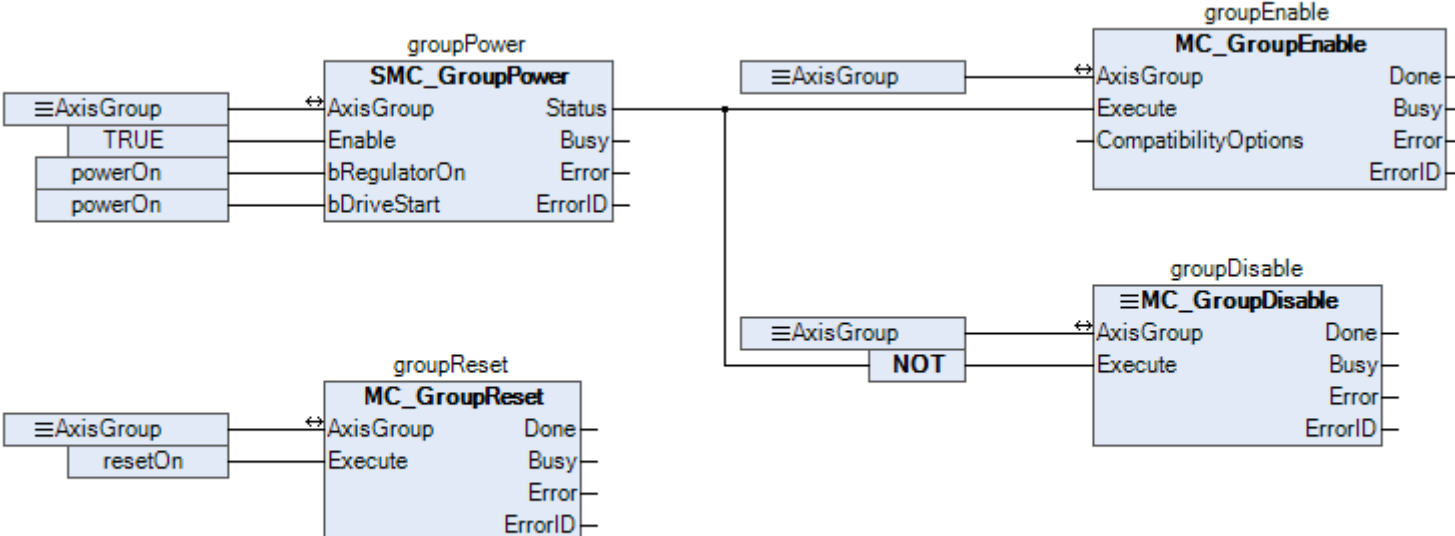 groupPower
SMC_GroupPower
AxisGroup AxisGroup Status
TRUE Enable Busy
powerOn bRegulatorOn Error
powerOn bDriveStart ErrorID
groupEnable
MC_GroupEnable
AxisGroup AxisGroup Done
Execute Busy
CompatibilityOptions Error
ErrorID
groupDisable
MC_GroupDisable
AxisGroup AxisGroup Done
NOT Execute Busy
Error
ErrorID
groupReset
MC_GroupReset
AxisGroup AxisGroup Done
resetOn Execute Busy
Error
ErrorID